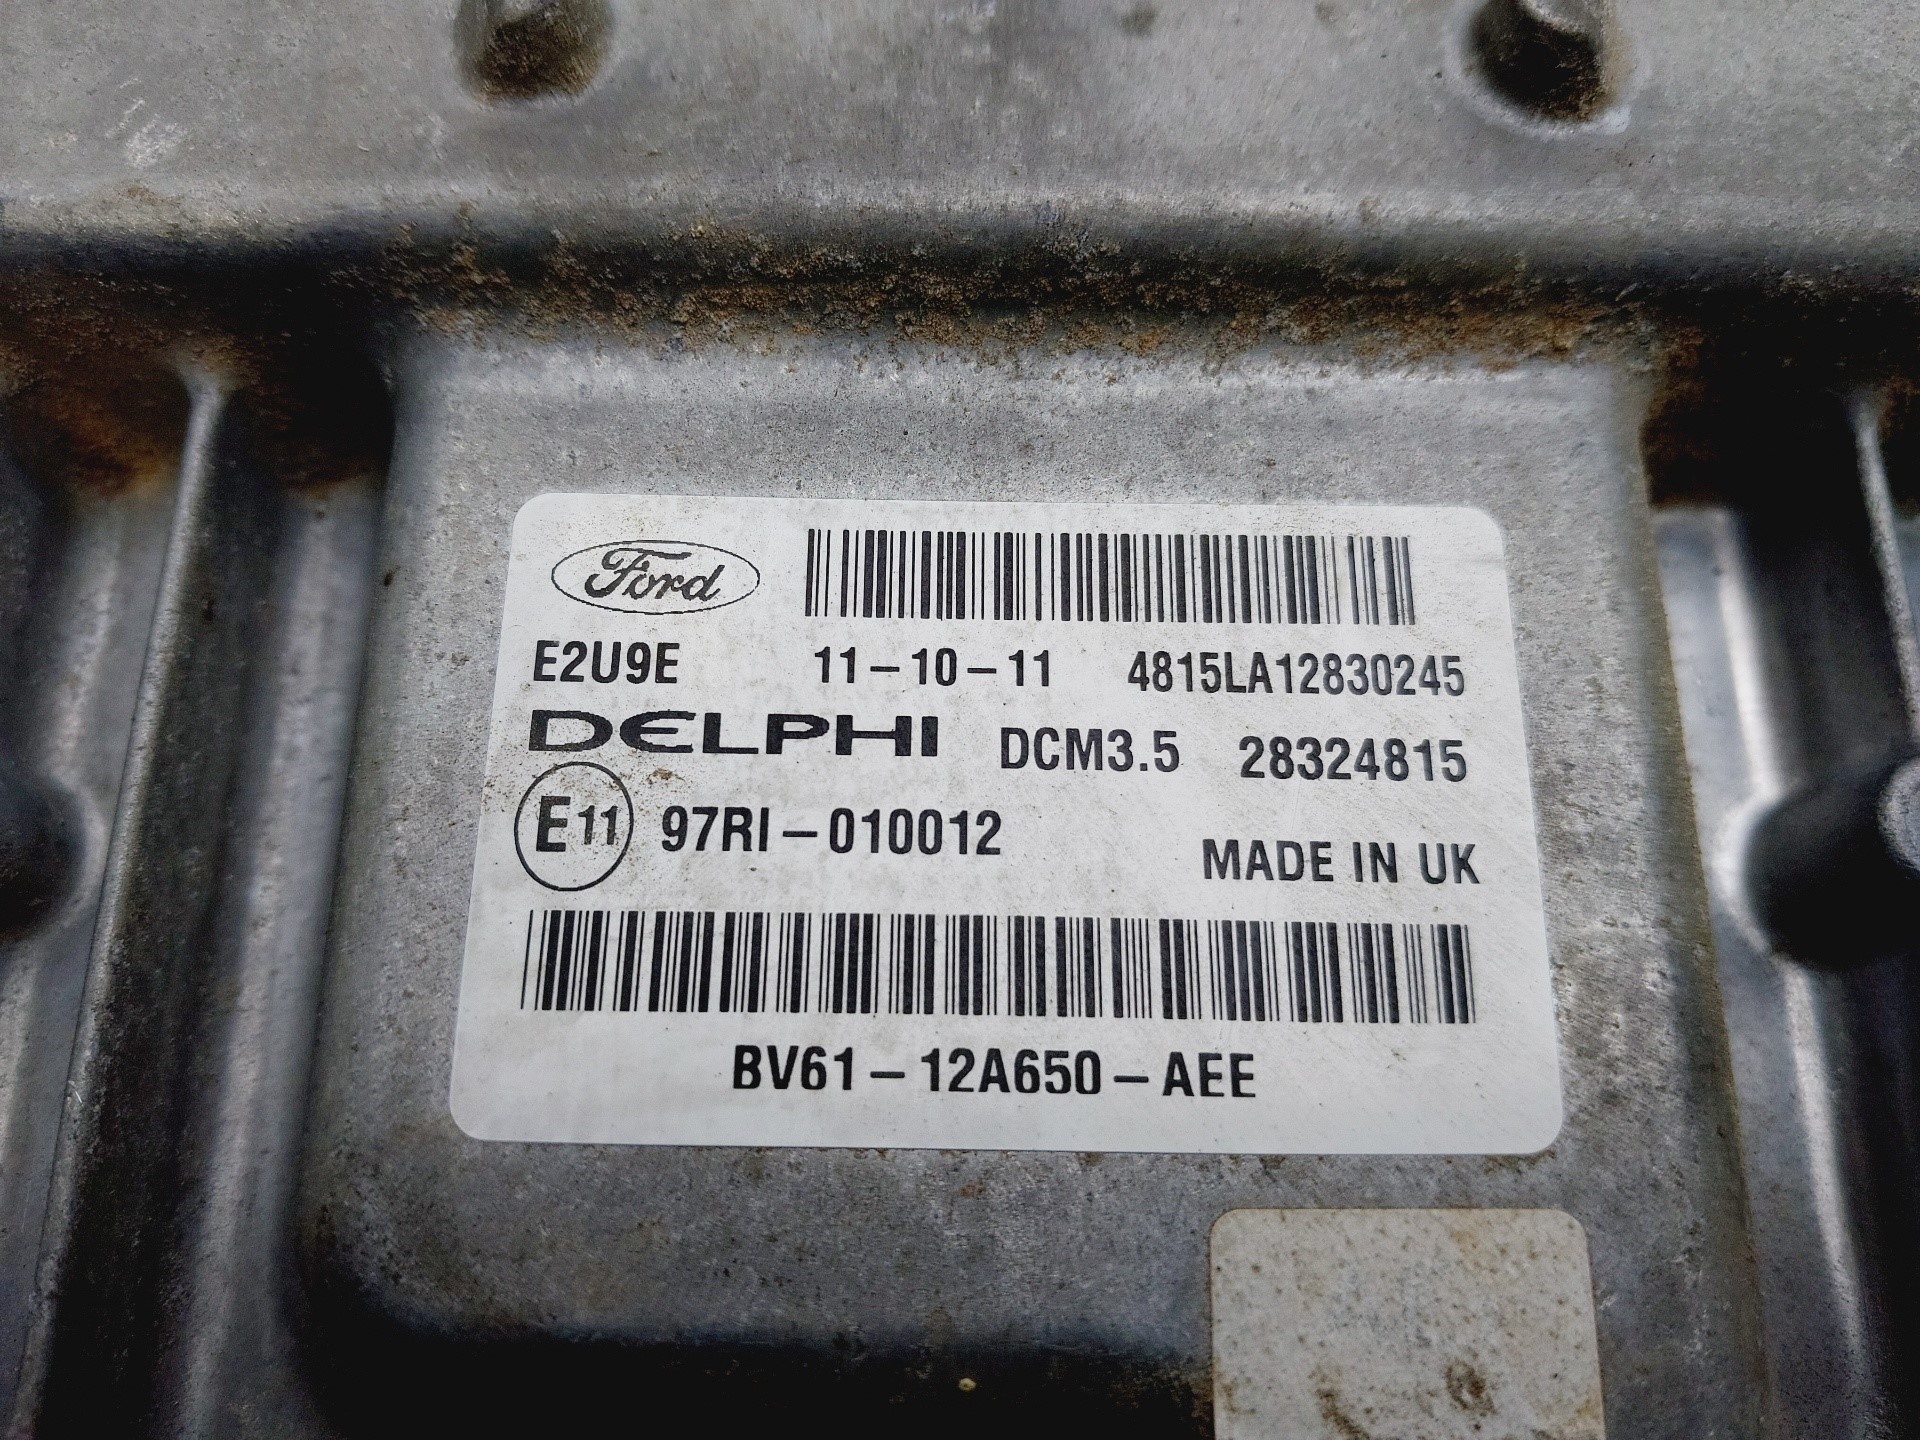 Ford
E2U9E 11-10-11 4815LA12830245
DELPHI DCM3.5 28324815
E11 97RI-010012
MADE IN UK
BV61-12A650-AEE